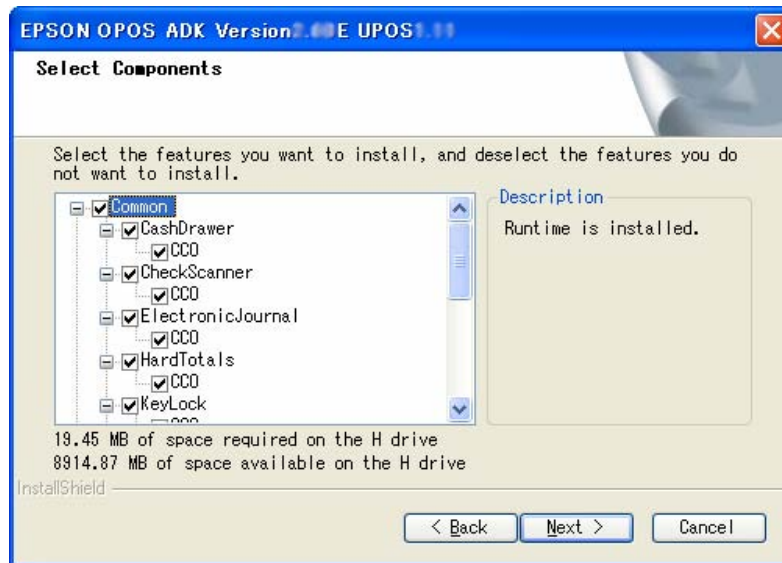 EPSON OPOS ADK Version E UPOS
Select Components
Select the features you want to install, and deselect the features you do
not want to install.
Common
CashDrawer
CCO
CheckScanner
CCO
ElectronicJournal
CCO
HardTotals
CCO
KeyLock
Description
Runtime is installed.
19.45 MB of space required on the H drive
8914.87 MB of space available on the H drive
InstallShield
< Back
Next >
Cancel